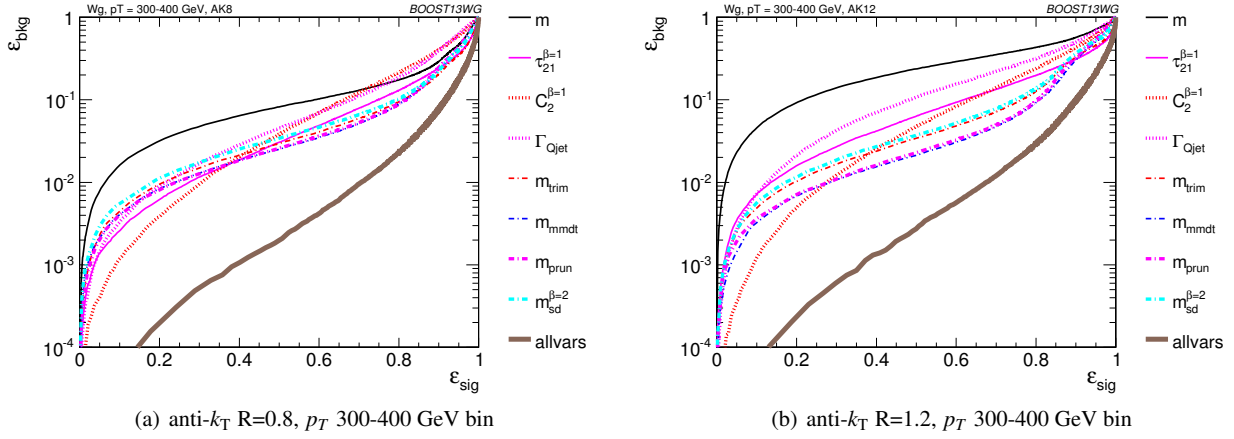 Wg, pT = 300-400 GeV, AK8 BOOST13WG
ε_bkg
1
10^-1
10^-2
10^-3
10^-4
0 0.2 0.4 0.6 0.8 1
ε_sig
m
τ_21^β=1
C_2^β=1
Γ_Qjet
m_trim
m_mmdt
m_prun
m_sd^β=2
allvars
(a) anti-k_T R=0.8, p_T 300-400 GeV bin
Wg, pT = 300-400 GeV, AK12 BOOST13WG
ε_bkg
1
10^-1
10^-2
10^-3
10^-4
0 0.2 0.4 0.6 0.8 1
ε_sig
m
τ_21^β=1
C_2^β=1
Γ_Qjet
m_trim
m_mmdt
m_prun
m_sd^β=2
allvars
(b) anti-k_T R=1.2, p_T 300-400 GeV bin